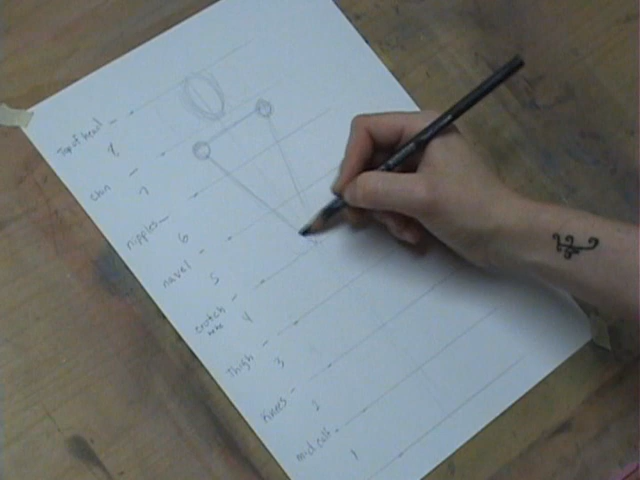 Top of head
8
chin
7
nipples
6
navel
5
crotch
4
Thigh
3
Knees
2
mid calf
1